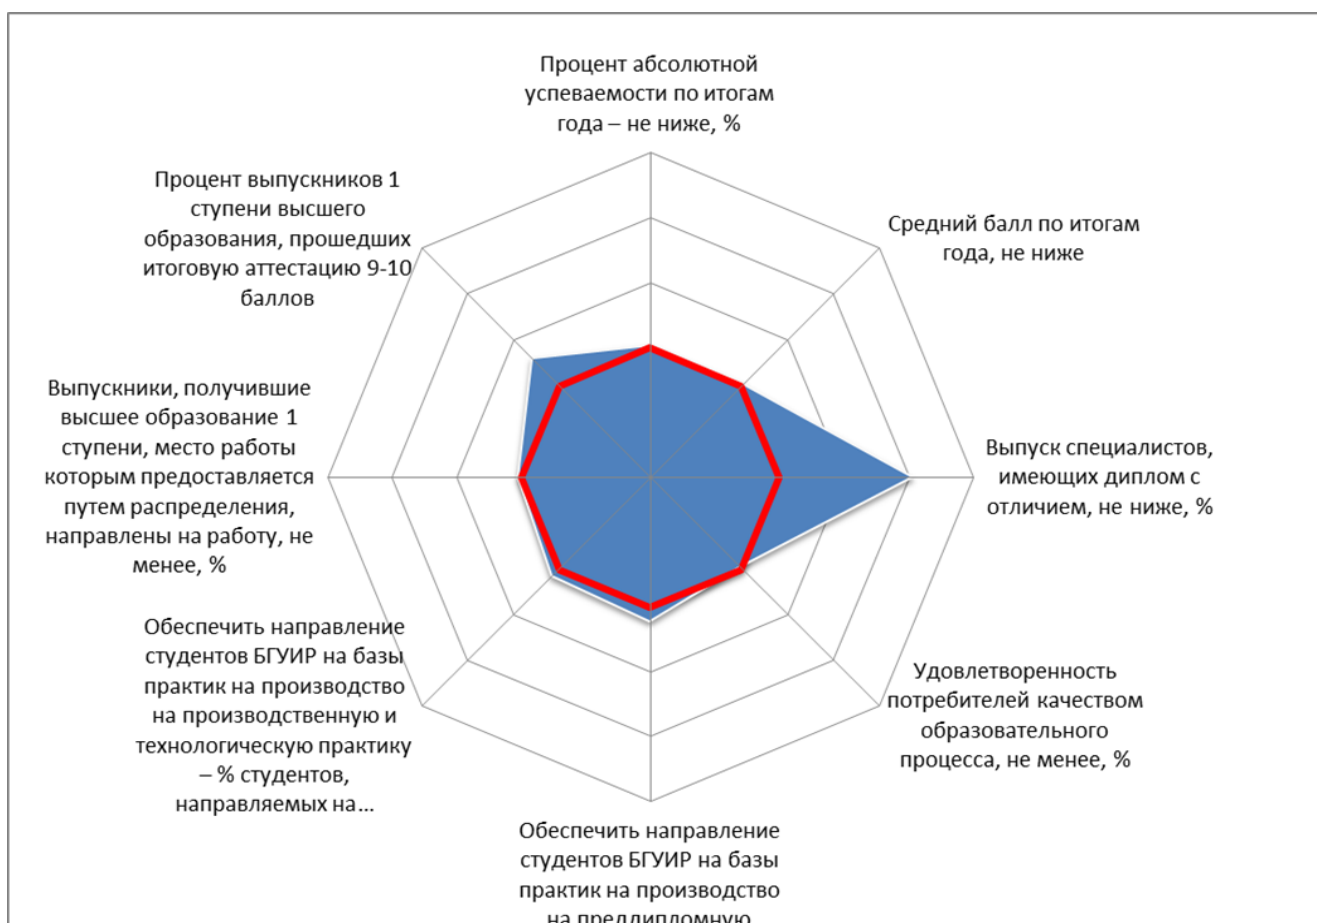 Процент абсолютной
успеваемости по итогам
года – не ниже, %
Средний балл по итогам
года, не ниже
Выпуск специалистов,
имеющих диплом с
отличием, не ниже, %
Удовлетворенность
потребителей качеством
образовательного
процесса, не менее, %
Обеспечить направление
студентов БГУИР на базы
практик на производство
на преддипломную
Обеспечить направление
студентов БГУИР на базы
практик на производство
на производственную и
технологическую практику
– % студентов,
направляемых на...
Выпускники, получившие
высшее образование 1
ступени, место работы
которым предоставляется
путем распределения,
направлены на работу, не
менее, %
Процент выпускников 1
ступени высшего
образования, прошедших
итоговую аттестацию 9-10
баллов